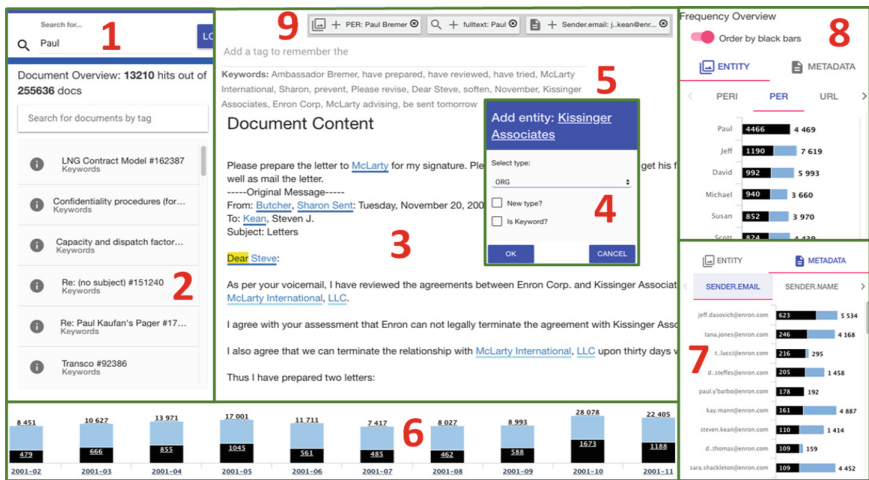 Search for...
Paul
LO
1
Document Overview: 13210 hits out of
255636 docs
Search for documents by tag
LNG Contract Model #162387
Keywords
Confidentiality procedures (for...
Keywords
Capacity and dispatch factor...
Keywords
Re: (no subject) #151240
Keywords
2
Re: Paul Kaufan's Pager #17...
Keywords
Transco #92386
Keywords
9
+ PER: Paul Bremer
+ fulltext: Paul
+ Sender.email: j..kean@enr...
Add a tag to remember the
Keywords: Ambassador Bremer, have prepared, have reviewed, have tried, McLarty
International, Sharon, prevent, Please revise, Dear Steve, soften, November, Kissinger
Associates, Enron Corp, McLarty advising, be sent tomorrow
5
Document Content
Please prepare the letter to McLarty for my signature. Ple
get his f
well as mail the letter.
-----Original Message-----
From: Butcher, Sharon Sent: Tuesday, November 20, 200
To: Kean, Steven J.
Subject: Letters
3
Dear Steve:
As per your voicemail, I have reviewed the agreements between Enron Corp. and Kissinger Associat
McLarty International, LLC.
I agree with your assessment that Enron can not legally terminate the agreement with Kissinger Asso
I also agree that we can terminate the relationship with McLarty International, LLC upon thirty days w
Thus I have prepared two letters:
Add entity: Kissinger
Associates
Select type:
ORG
New type?
Is Keyword?
4
OK
CANCEL
Frequency Overview
8
Order by black bars
ENTITY
METADATA
PERI
PER
URL
Paul 4466 4 469
Jeff 1190 7 619
David 992 5 993
Michael 940 3 660
Susan 852 3 970
Scott 824 4 439
ENTITY
METADATA
SENDER.EMAIL
SENDER.NAME
jeff.dasovich@enron.com 623 5 534
tana.jones@enron.com 246 4 168
t..lucci@enron.com 216 295
7
d..steffes@enron.com 205 1 458
paul.y'barbo@enron.com 178 192
kay.mann@enron.com 161 4 887
steven.kean@enron.com 110 1 414
d..thomas@enron.com 109 159
sara.shackleton@enron.com 109 4 452
6
8 451 10 627 13 971 17 001 11 711 7 417 8 027 8 993 28 078 22 405
479 666 855 1045 561 485 462 588 1673 1188
2001-02 2001-03 2001-04 2001-05 2001-06 2001-07 2001-08 2001-09 2001-10 2001-11